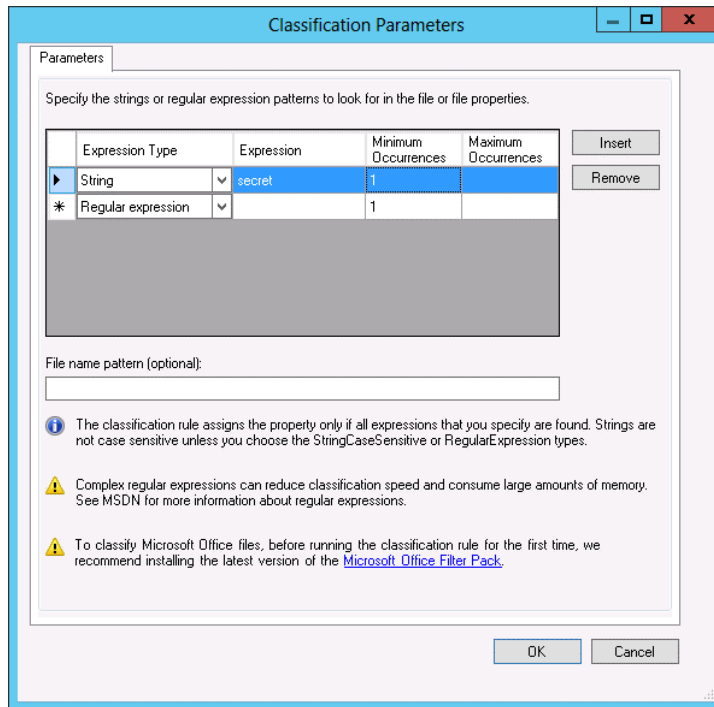 Classification Parameters
Parameters
Specify the strings or regular expression patterns to look for in the file or file properties.
Expression Type Expression Minimum Occurrences Maximum Occurrences
String secret 1
Regular expression 1
Insert
Remove
File name pattern (optional):
The classification rule assigns the property only if all expressions that you specify are found. Strings are
not case sensitive unless you choose the StringCaseSensitive or RegularExpression types.
Complex regular expressions can reduce classification speed and consume large amounts of memory.
See MSDN for more information about regular expressions.
To classify Microsoft Office files, before running the classification rule for the first time, we
recommend installing the latest version of the Microsoft Office Filter Pack.
OK Cancel